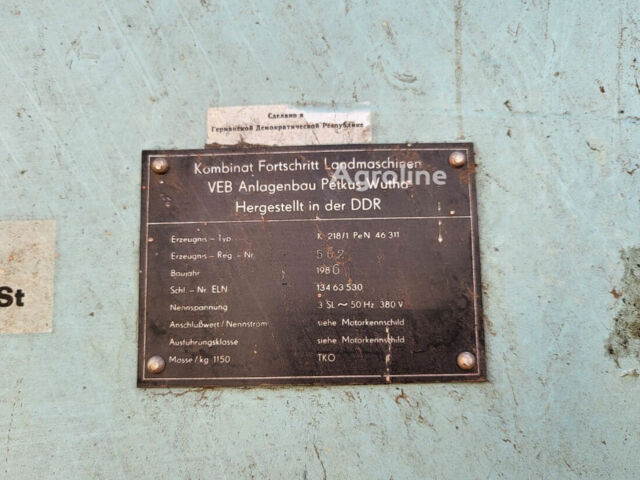 Сделано в
Германской Демократической Республике
Kombinat Fortschritt Landmaschinen
VEB Anlagenbau Petkus Wutha
Hergestellt in der DDR
Agroline
Erzeugnis – Typ K 218/1 PeN 46 311
Erzeugnis – Reg. – Nr. 562
Baujahr 1986
Schl. – Nr. ELN 134 63 530
Nennspannung 3 SL ~ 50 Hz 380 V
Anschlußwert / Nennstrom siehe Motorkennschild
Ausführungsklasse siehe Motorkennschild
Masse / kg 1150 TKO
St